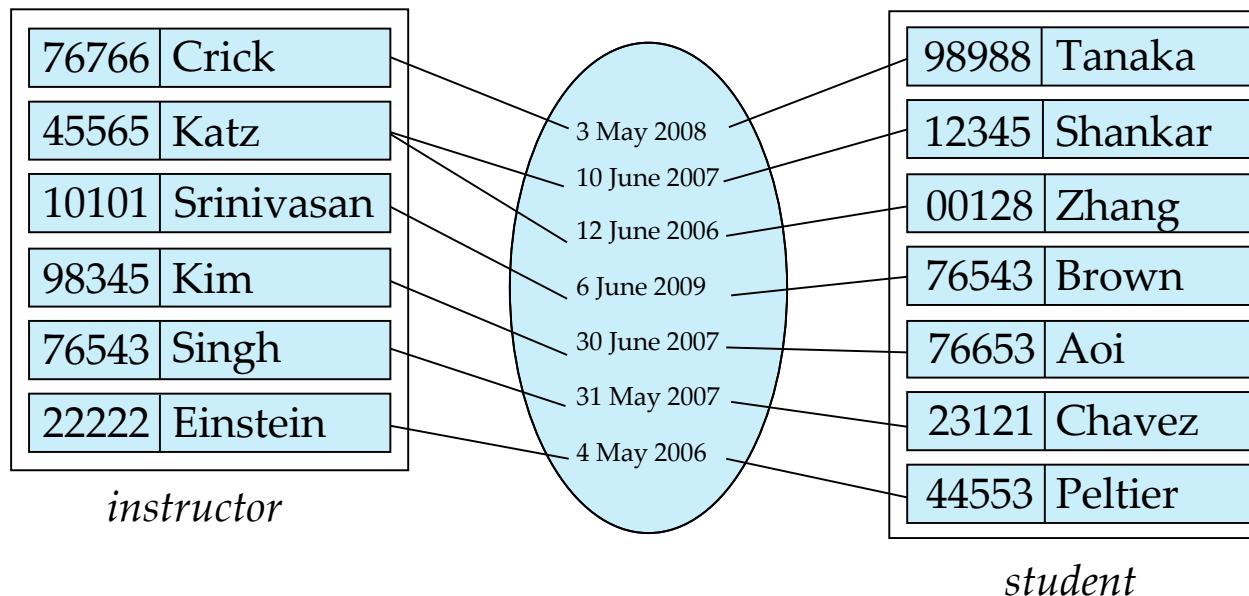 76766 Crick
45565 Katz
10101 Srinivasan
98345 Kim
76543 Singh
22222 Einstein
instructor
3 May 2008
10 June 2007
12 June 2006
6 June 2009
30 June 2007
31 May 2007
4 May 2006
98988 Tanaka
12345 Shankar
00128 Zhang
76543 Brown
76653 Aoi
23121 Chavez
44553 Peltier
student